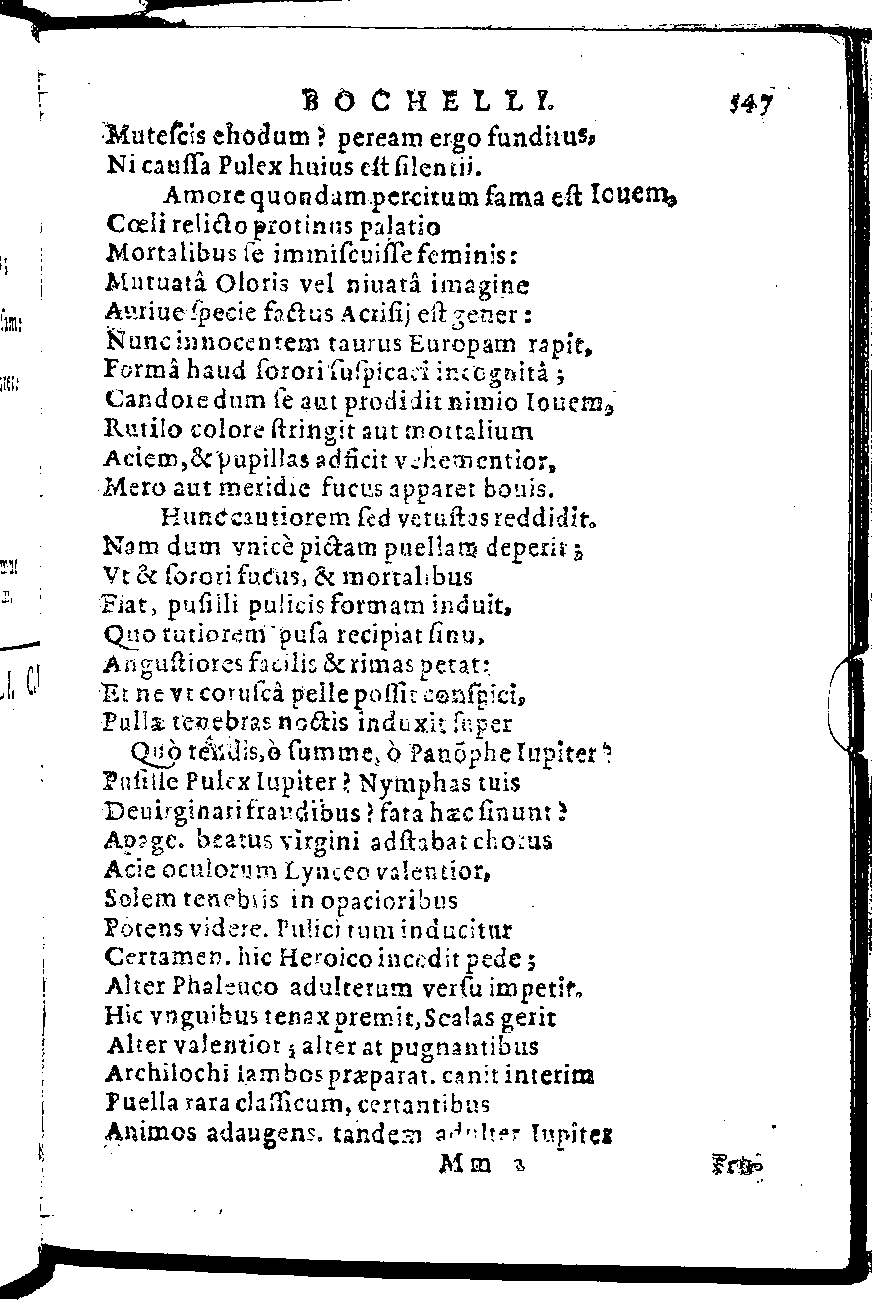 BOCHELLI. 547
Mutescis ehodum? peream ergo funditus,
Ni caussa Pulex huius est silentii.
Amore quondam percitum fama est Iouem,
Cœli relicto protinus palatio
Mortalibus se immiscuisse feminis:
Mutuatâ Oloris vel niuatâ imagine
Auriue specie factus Acrisij est gener:
Nunc innocentem taurus Europam rapit,
Formâ haud sorori suspicaci incognitâ;
Candore dum se aut prodidit nimio Iouem,
Rutilo colore stringit aut mortalium
Aciem, & pupillas adficit vehementior,
Mero aut meridie fucus apparet bouis.
Hunc cautiorem sed vetustas reddidit.
Nam dum vnicè pictam puellam deperit;
Vt & sorori fucus, & mortalibus
Fiat, pusilli pulicis formam induit,
Quo tutiorem pusa recipiat sinu,
Angustiores facilis & rimas petat:
Et ne vt coruscâ pelle possit conspici,
Pullæ tenebras noctis induxit super
Quò tẽndis, ò summe, ò Panõphe Iupiter?
Pusille Pulex Iupiter? Nymphas tuis
Deuirginari fraudibus? fata hæc sinunt?
Apage. beatus virgini adstabat chorus
Acie oculorum Lynceo valentior,
Solem tenebris in opacioribus
Potens videre. Pulici tum inducitur
Certamen. hic Heroico incedit pede;
Alter Phaleuco adulterum versu impetit.
Hic vnguibus tenax premit, Scalas gerit
Alter valentior; alter at pugnantibus
Archilochi Iambos præparat. canit interim
Puella rara classicum, certantibus
Animos adaugens. tandem adulter Iupiter
Mm 2